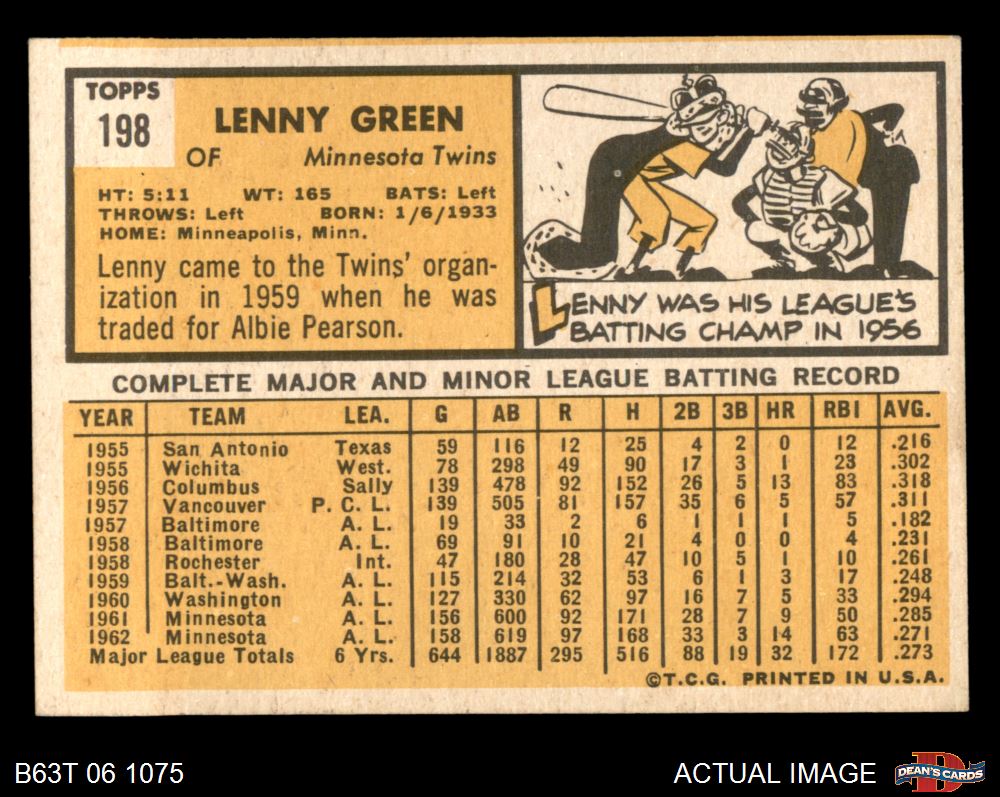 TOPPS
198
LENNY GREEN
OF Minnesota Twins
HT: 5:11 WT: 165 BATS: Left
THROWS: Left BORN: 1/6/1933
HOME: Minneapolis, Minn.
Lenny came to the Twins' organ-
ization in 1959 when he was
traded for Albie Pearson.
LENNY WAS HIS LEAGUE'S
BATTING CHAMP IN 1956
COMPLETE MAJOR AND MINOR LEAGUE BATTING RECORD
YEAR TEAM LEA. G AB R H 2B 3B HR RBI AVG.
1955 San Antonio Texas 59 116 12 25 4 2 0 12 .216
1955 Wichita West. 78 298 49 90 17 3 1 23 .302
1956 Columbus Sally 139 478 92 152 26 5 13 83 .318
1957 Vancouver P. C. L. 139 505 81 157 35 6 5 57 .311
1957 Baltimore A. L. 19 33 2 6 1 1 1 5 .182
1958 Baltimore A. L. 69 91 10 21 4 0 0 4 .231
1958 Rochester Int. 47 180 28 47 10 5 1 10 .261
1959 Balt.-Wash. A. L. 115 214 32 53 6 1 3 17 .248
1960 Washington A. L. 127 330 62 97 16 7 5 33 .294
1961 Minnesota A. L. 156 600 92 171 28 7 9 50 .285
1962 Minnesota A. L. 158 619 97 168 33 3 14 63 .271
Major League Totals 6 Yrs. 644 1887 295 516 88 19 32 172 .273
©T.C.G. PRINTED IN U.S.A.
B63T 06 1075
ACTUAL IMAGE
DEAN'S CARDS